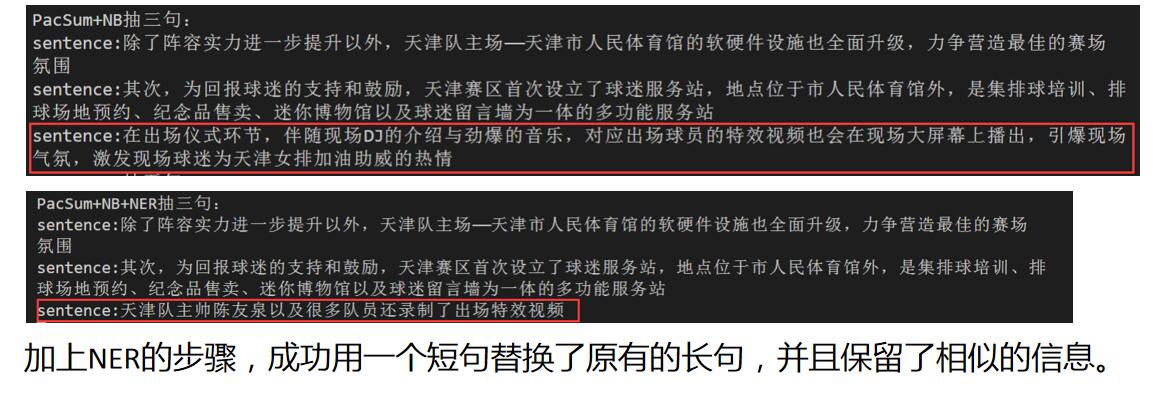 PacSum+NB抽三句：
sentence:除了阵容实力进一步提升以外，天津队主场——天津市人民体育馆的软硬件设施也全面升级，力争营造最佳的赛场
氛围
sentence:其次，为回报球迷的支持和鼓励，天津赛区首次设立了球迷服务站，地点位于市人民体育馆外，是集排球培训、排
球场地预约、纪念品售卖、迷你博物馆以及球迷留言墙为一体的多功能服务站
sentence:在出场仪式环节，伴随现场DJ的介绍与劲爆的音乐，对应出场球员的特效视频也会在现场大屏幕上播出，引爆现场
气氛，激发现场球迷为天津女排加油助威的热情
PacSum+NB+NER抽三句：
sentence:除了阵容实力进一步提升以外，天津队主场——天津市人民体育馆的软硬件设施也全面升级，力争营造最佳的赛场
氛围
sentence:其次，为回报球迷的支持和鼓励，天津赛区首次设立了球迷服务站，地点位于市人民体育馆外，是集排球培训、排
球场地预约、纪念品售卖、迷你博物馆以及球迷留言墙为一体的多功能服务站
sentence:天津队主帅陈友泉以及很多队员还录制了出场特效视频
加上NER的步骤，成功用一个短句替换了原有的长句，并且保留了相似的信息。